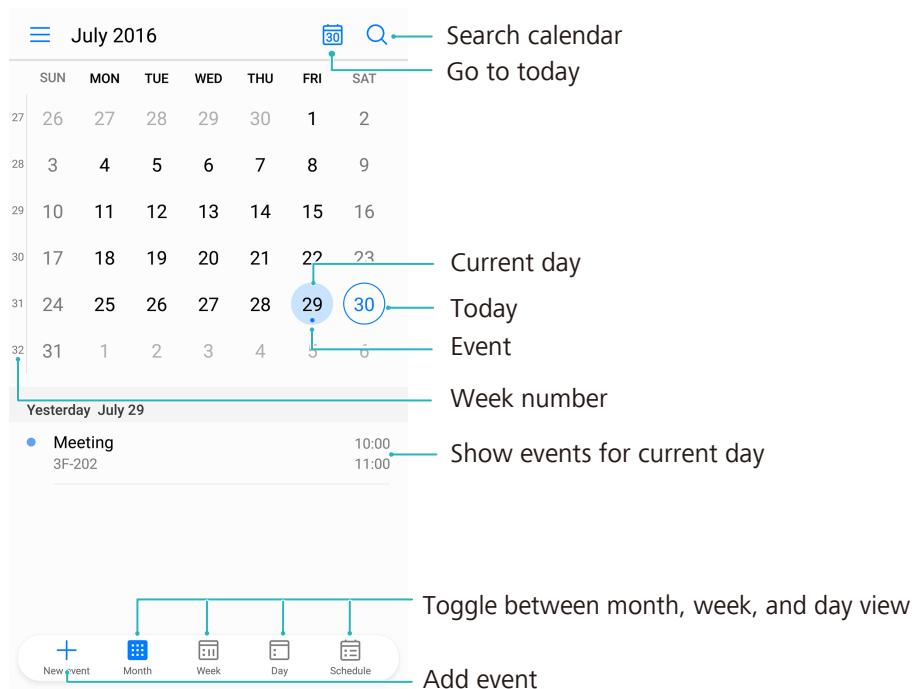 July 2016 30 Search calendar
Go to today
SUN MON TUE WED THU FRI SAT
27 26 27 28 29 30 1 2
28 3 4 5 6 7 8 9
29 10 11 12 13 14 15 16
30 17 18 19 20 21 22 23
Current day
31 24 25 26 27 28 29 30
Today
Event
32 31 1 2 3 4 5 6
Week number
Yesterday July 29
Meeting 10:00
3F-202 11:00
Show events for current day
Toggle between month, week, and day view
New event Month Week Day Schedule
Add event